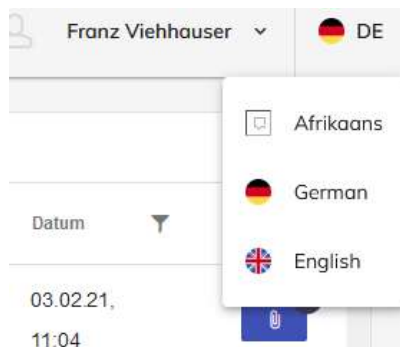 Franz Viehhauser
DE
Afrikaans
German
English
Datum
03.02.21,
11:04